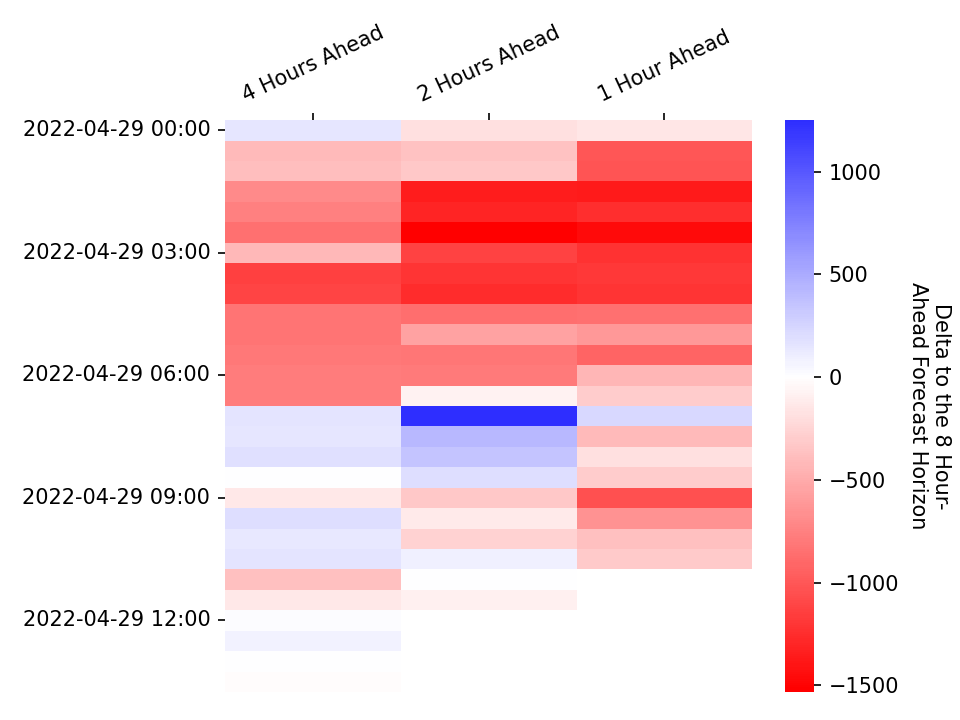 4 Hours Ahead
2 Hours Ahead
1 Hour Ahead
2022-04-29 00:00
2022-04-29 03:00
2022-04-29 06:00
2022-04-29 09:00
2022-04-29 12:00
1000
500
0
−500
−1000
−1500
Delta to the 8 Hour-
Ahead Forecast Horizon